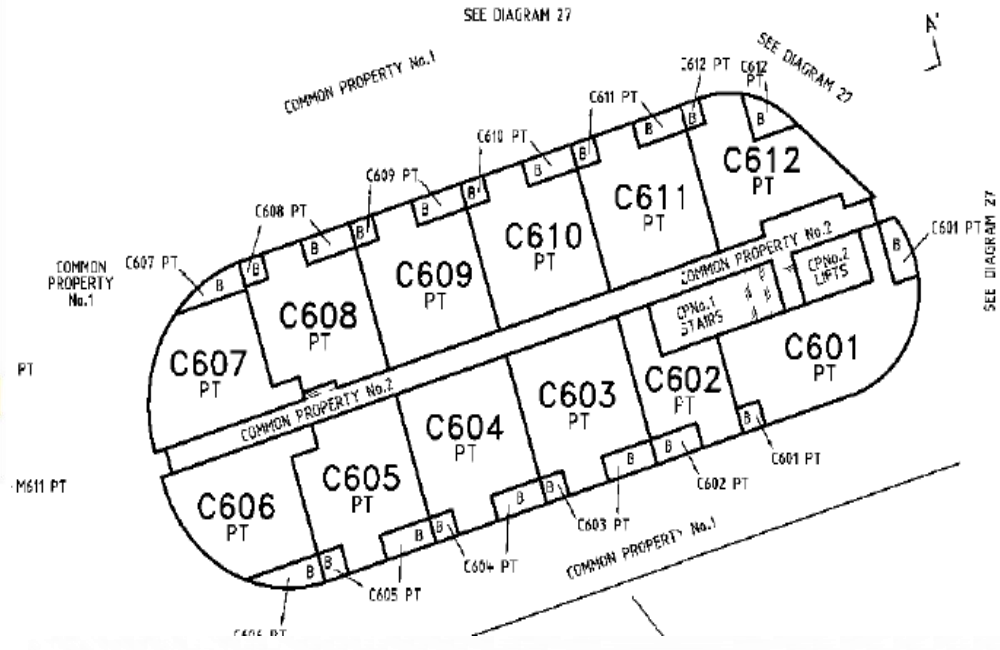 SEE DIAGRAM 27
A'
SEE DIAGRAM 27
COMMON PROPERTY No.1
C612 PT
C612
PT
B
C611 PT
B
B
C612
PT
C610 PT
B
B
C611
PT
C609 PT
B
B
C610
PT
C608 PT
B
B
C609
PT
C607 PT
B
B
C608
PT
C607
PT
COMMON
PROPERTY
No.1
SEE DIAGRAM 27
C601 PT
B
COMMON PROPERTY No.2
CPNo.2
LIFTS
CPNo.1
STAIRS
C601
PT
C602
PT
C603
PT
C604
PT
C605
PT
C606
PT
COMMON PROPERTY No.2
PT
M611 PT
B
C601 PT
B
C602 PT
B
B
C603 PT
B
B
C604 PT
B
B
C605 PT
B
C606 PT
COMMON PROPERTY No.1